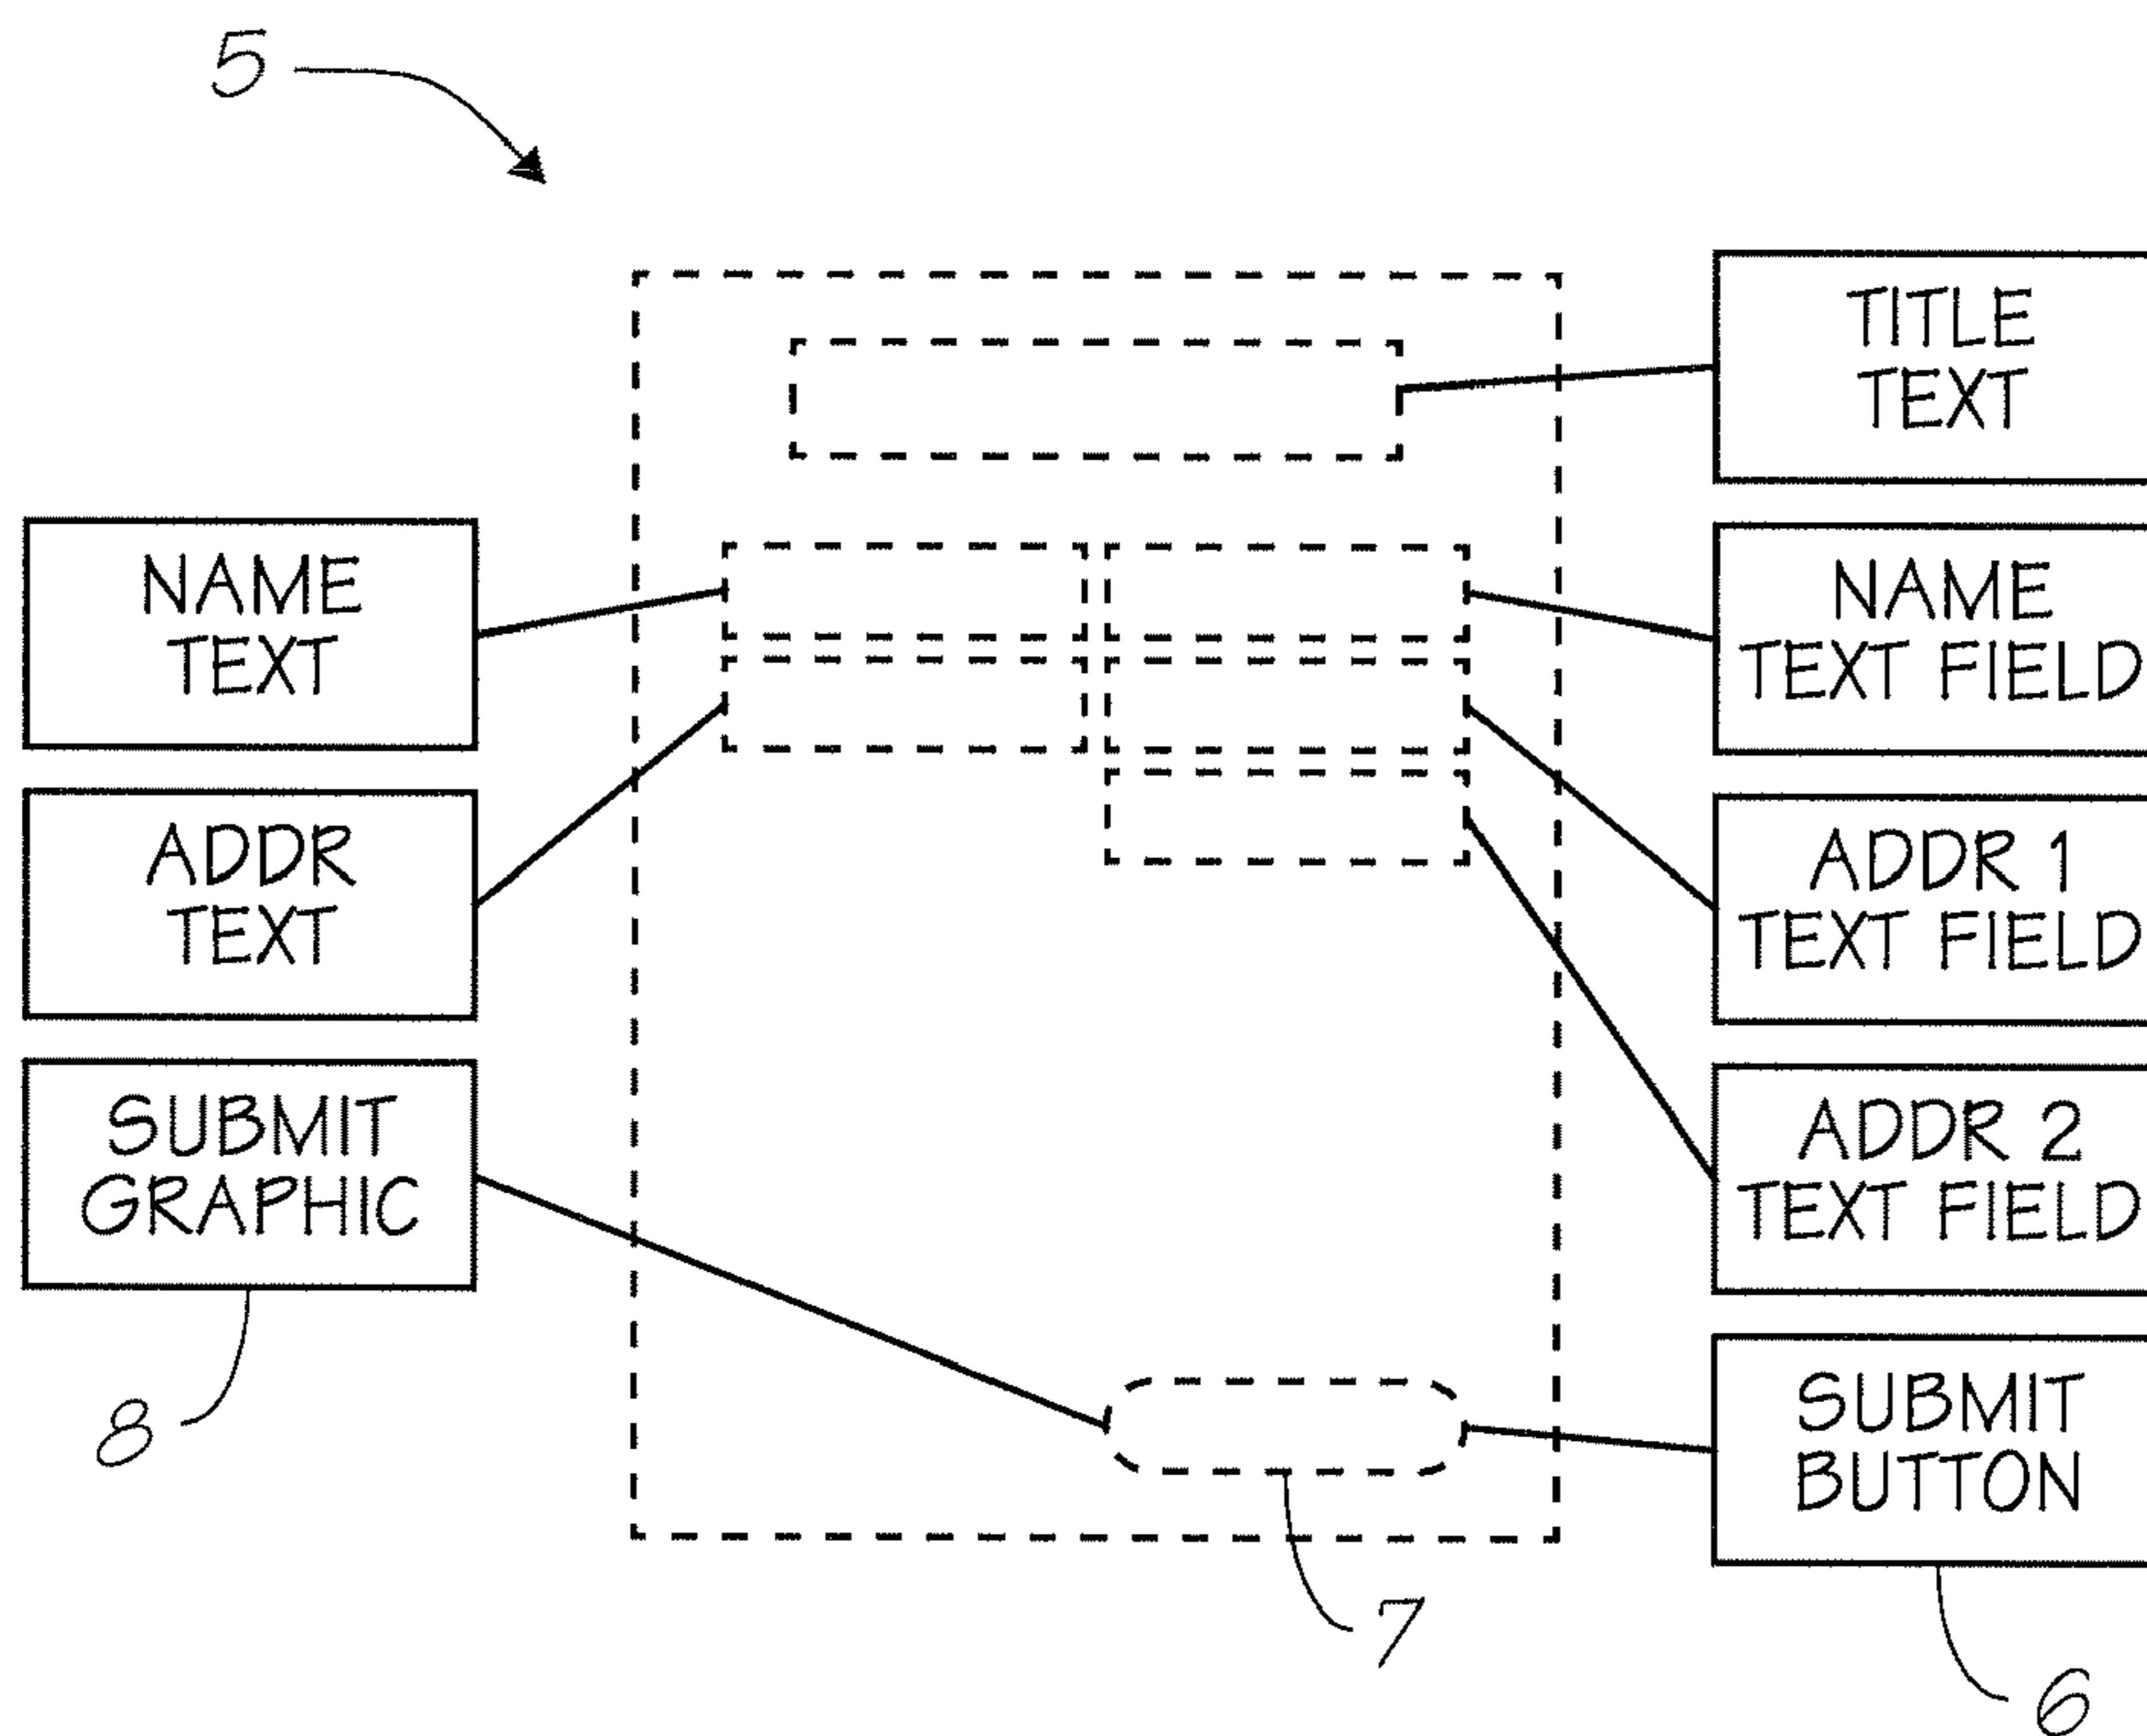 5
TITLE
TEXT
NAME
TEXT
NAME
TEXT FIELD
ADDR
TEXT
ADDR 1
TEXT FIELD
SUBMIT
GRAPHIC
ADDR 2
TEXT FIELD
SUBMIT
BUTTON
8
7
6